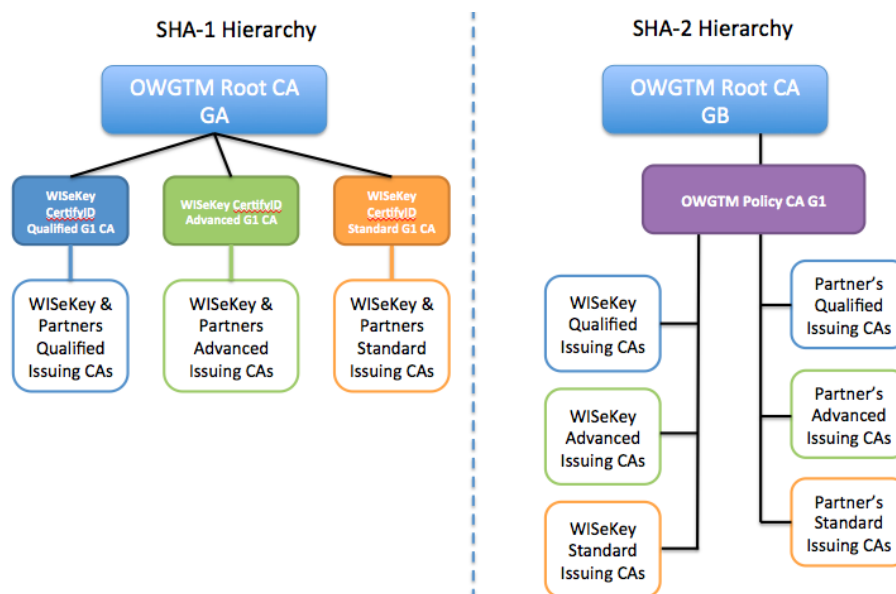 SHA-1 Hierarchy
OWGTM Root CA
GA
WISeKey
CertifyID
Qualified G1 CA
WISeKey CertifyID
Advanced G1 CA
WISeKey
CertifyID
Standard G1 CA
WISeKey &
Partners
Qualified
Issuing CAs
WISeKey &
Partners
Advanced
Issuing CAs
WISeKey &
Partners
Standard
Issuing CAs
SHA-2 Hierarchy
OWGTM Root CA
GB
OWGTM Policy CA G1
WISeKey
Qualified
Issuing CAs
Partner's
Qualified
Issuing CAs
WISeKey
Advanced
Issuing CAs
Partner's
Advanced
Issuing CAs
WISeKey
Standard
Issuing CAs
Partner's
Standard
Issuing CAs